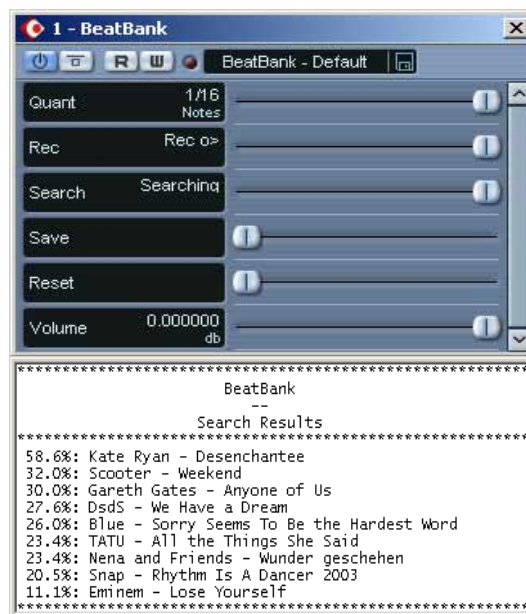 1 - BeatBank
R W BeatBank - Default
Quant 1/16
Notes
Rec Rec o>
Search Searching
Save
Reset
Volume 0.000000
db
******************************************************
BeatBank
--
Search Results
******************************************************
58.6%: Kate Ryan - Desenchantee
32.0%: Scooter - Weekend
30.0%: Gareth Gates - Anyone of Us
27.6%: DsdS - We Have a Dream
26.0%: Blue - Sorry Seems To Be the Hardest Word
23.4%: TATU - All the Things She Said
23.4%: Nena and Friends - Wunder geschehen
20.5%: Snap - Rhythm Is A Dancer 2003
11.1%: Eminem - Lose Yourself
******************************************************